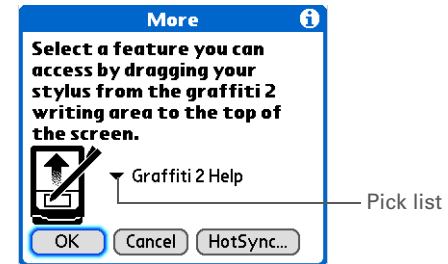 More
Select a feature you can
access by dragging your
stylus from the graffiti 2
writing area to the top of
the screen.
Graffiti 2 Help
Pick list
OK Cancel HotSync...